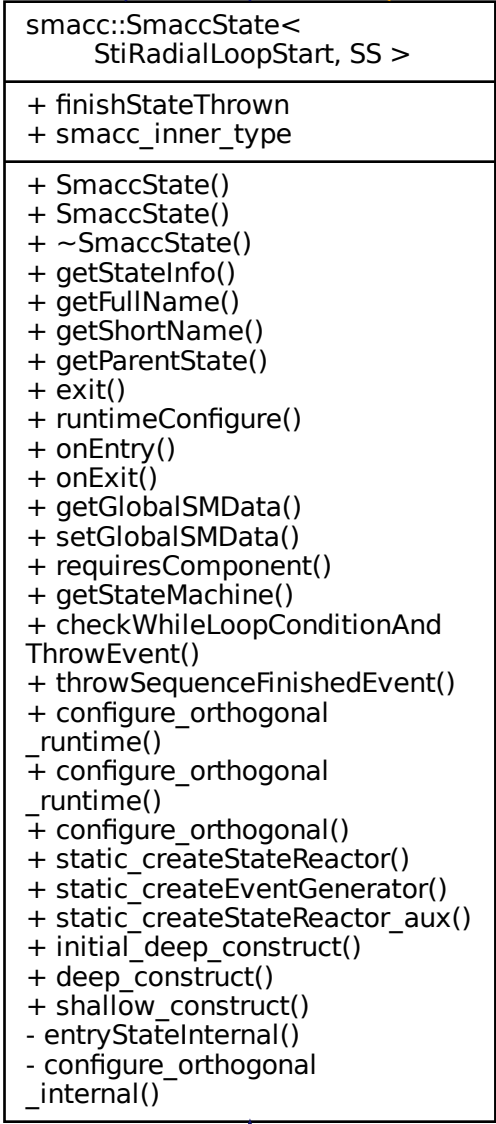 smacc::SmaccState<
StiRadialLoopStart, SS >
+ finishStateThrown
+ smacc_inner_type
+ SmaccState()
+ SmaccState()
+ ~SmaccState()
+ getStateInfo()
+ getFullName()
+ getShortName()
+ getParentState()
+ exit()
+ runtimeConfigure()
+ onEntry()
+ onExit()
+ getGlobalSMData()
+ setGlobalSMData()
+ requiresComponent()
+ getStateMachine()
+ checkWhileLoopConditionAnd
ThrowEvent()
+ throwSequenceFinishedEvent()
+ configure_orthogonal
_runtime()
+ configure_orthogonal
_runtime()
+ configure_orthogonal()
+ static_createStateReactor()
+ static_createEventGenerator()
+ static_createStateReactor_aux()
+ initial_deep_construct()
+ deep_construct()
+ shallow_construct()
- entryStateInternal()
- configure_orthogonal
_internal()